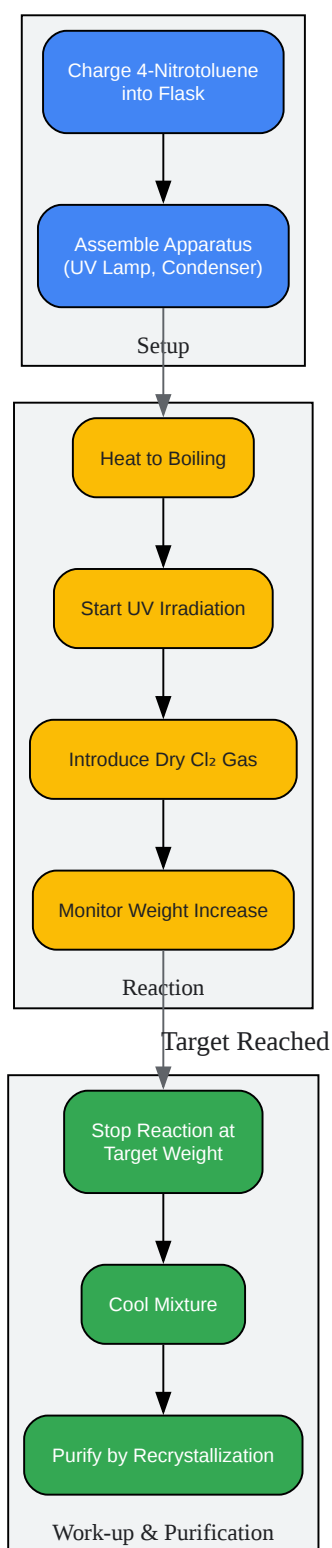 Charge 4-Nitrotoluene
into Flask
Assemble Apparatus
(UV Lamp, Condenser)
Setup
Heat to Boiling
Start UV Irradiation
Introduce Dry Cl₂ Gas
Monitor Weight Increase
Reaction
Target Reached
Stop Reaction at
Target Weight
Cool Mixture
Purify by Recrystallization
Work-up & Purification